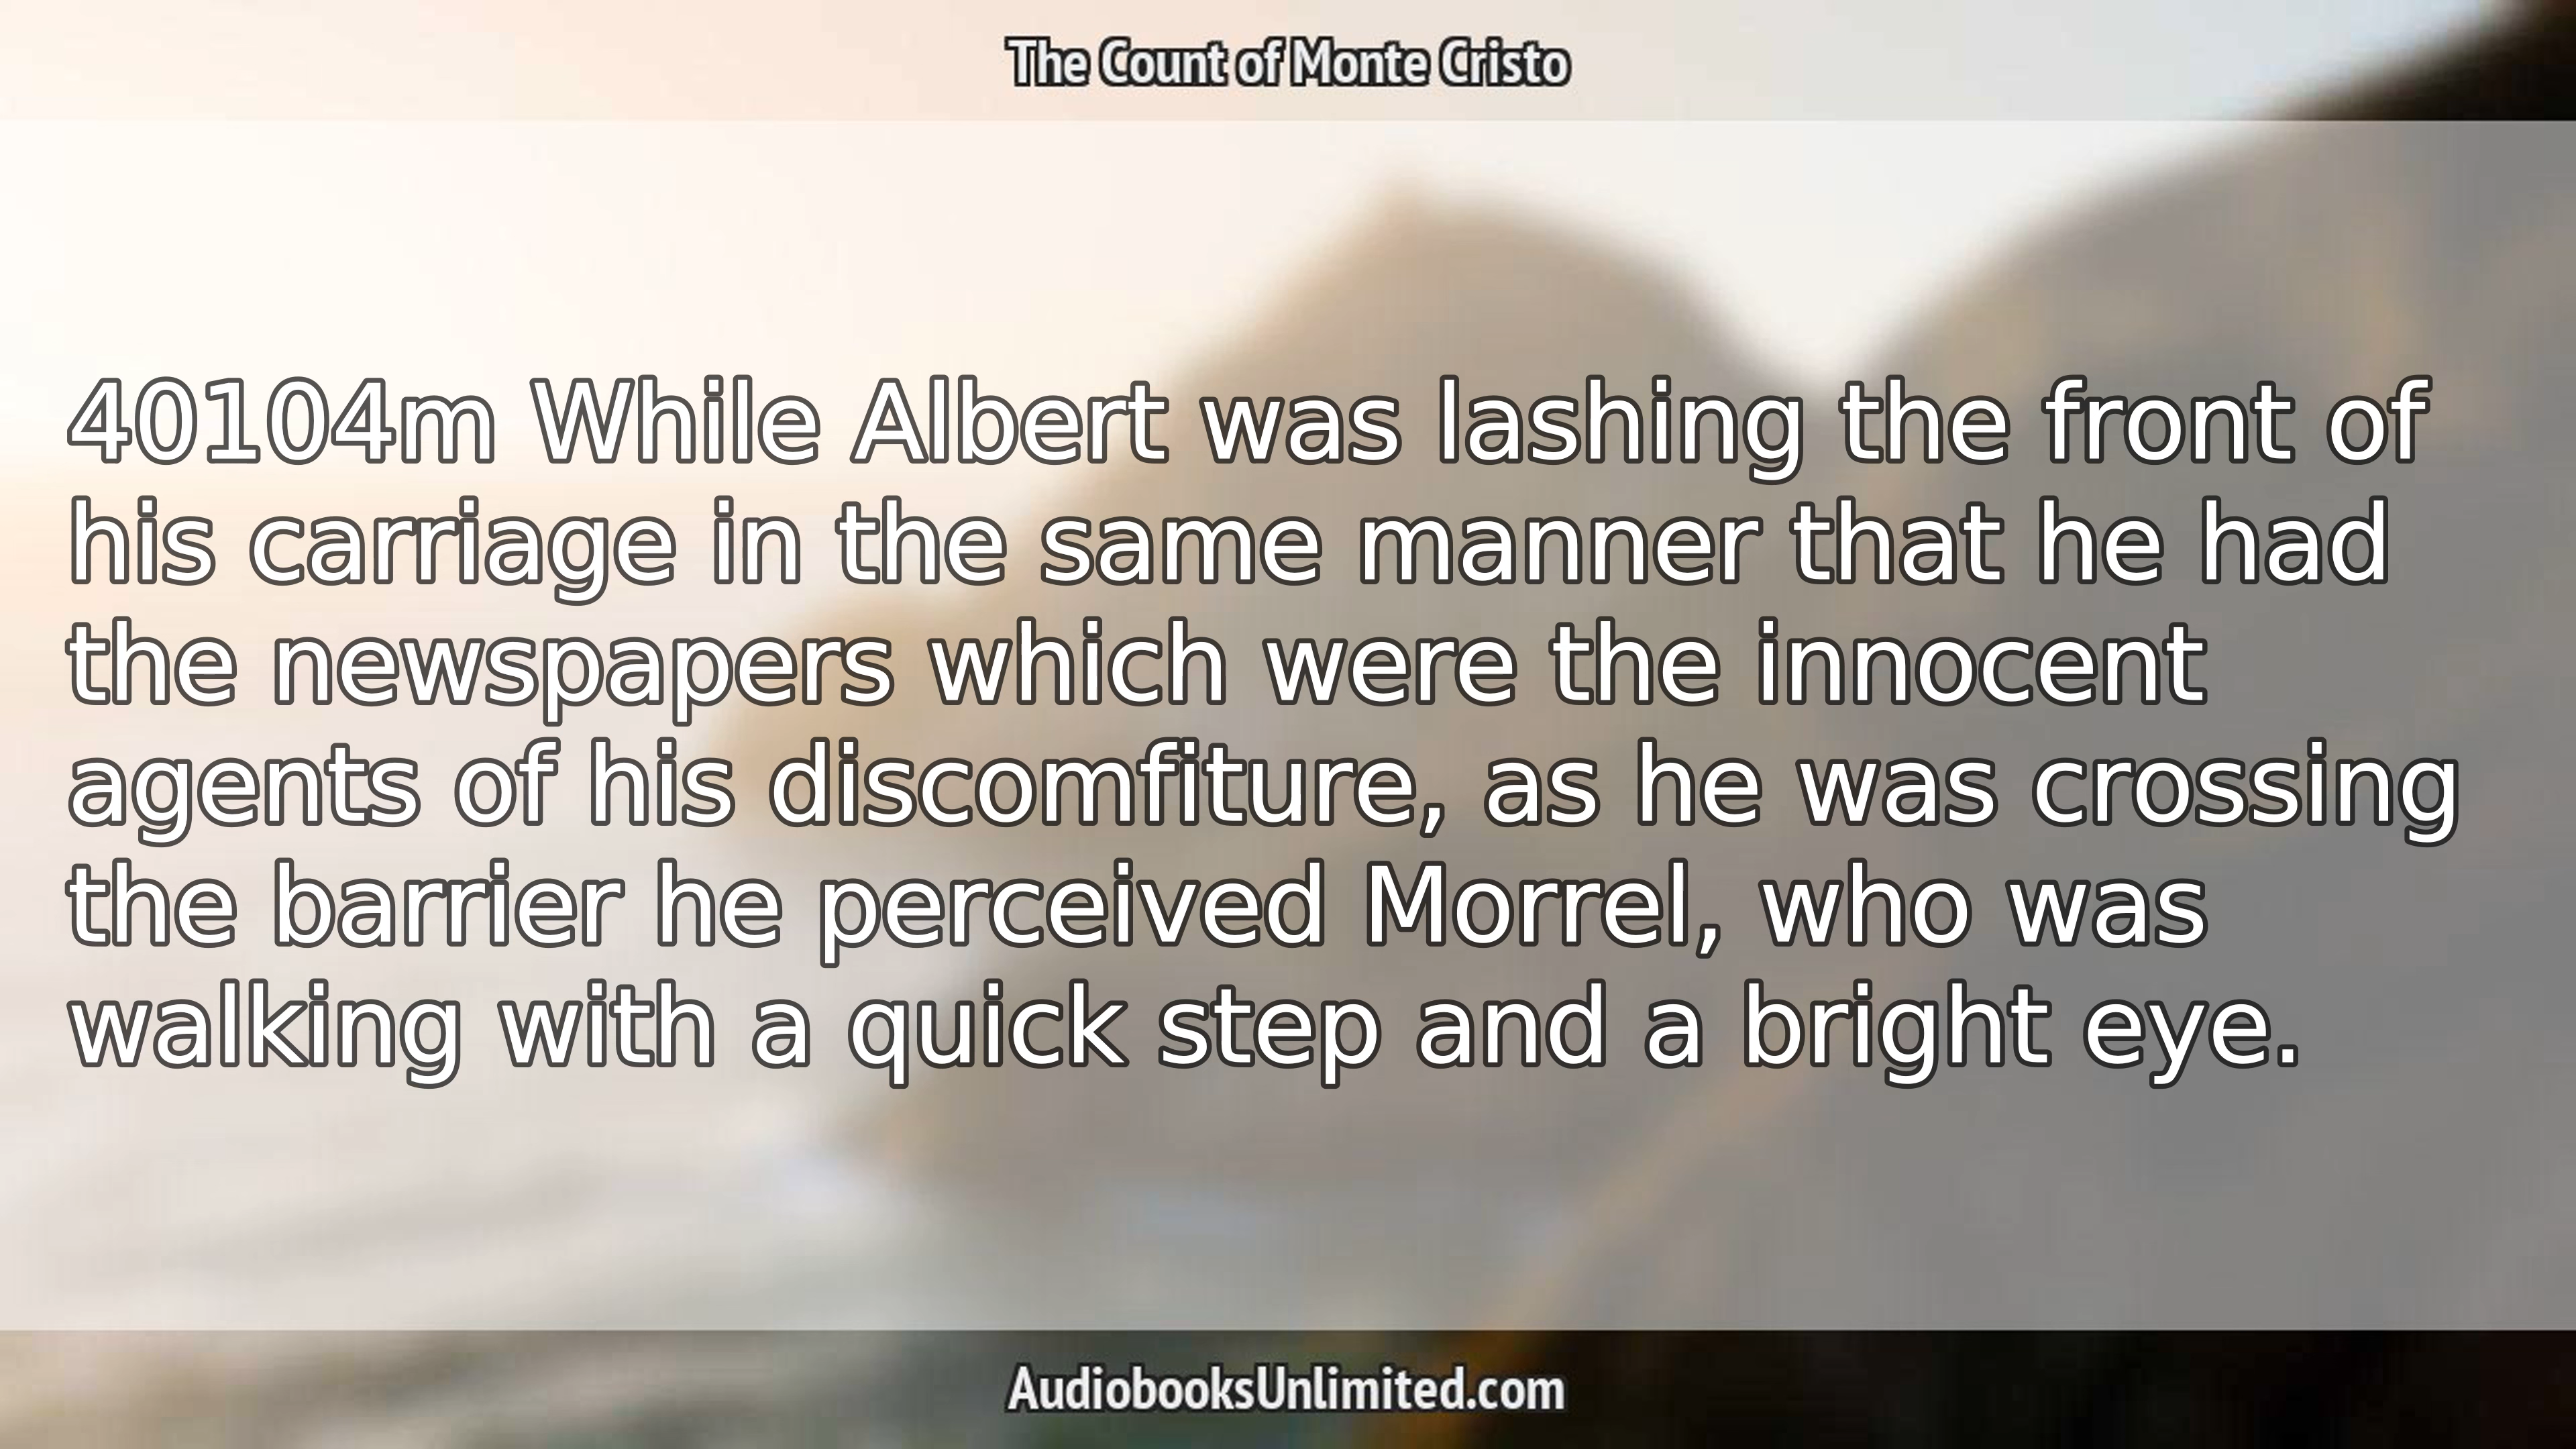 The Count of Monte Cristo
40104m While Albert was lashing the front of
his carriage in the same manner that he had
the newspapers which were the innocent
agents of his discomfiture, as he was crossing
the barrier he perceived Morrel, who was
walking with a quick step and a bright eye.
AudiobooksUnlimited.com